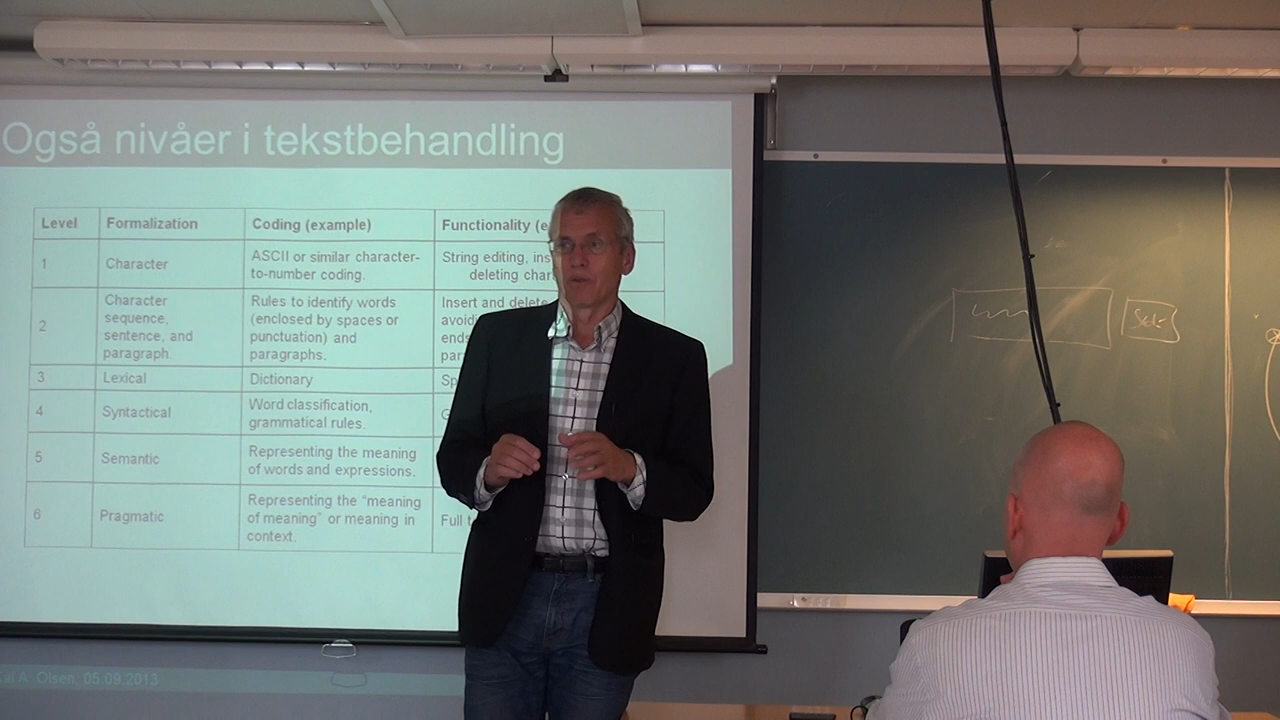 Også nivåer i tekstbehandling
Level Formalization Coding (example) Functionality
1 Character ASCII or similar character-
to-number coding. String editing,
deleting
2 Character
sequence,
sentence, and
paragraph. Rules to identify words
(enclosed by spaces or
punctuation) and
paragraphs. Insert and delete
3 Lexical Dictionary
4 Syntactical Word classification,
grammatical rules.
5 Semantic Representing the meaning
of words and expressions.
6 Pragmatic Representing the “meaning
of meaning” or meaning in
context. Full
A. Olsen, 05.09.2013